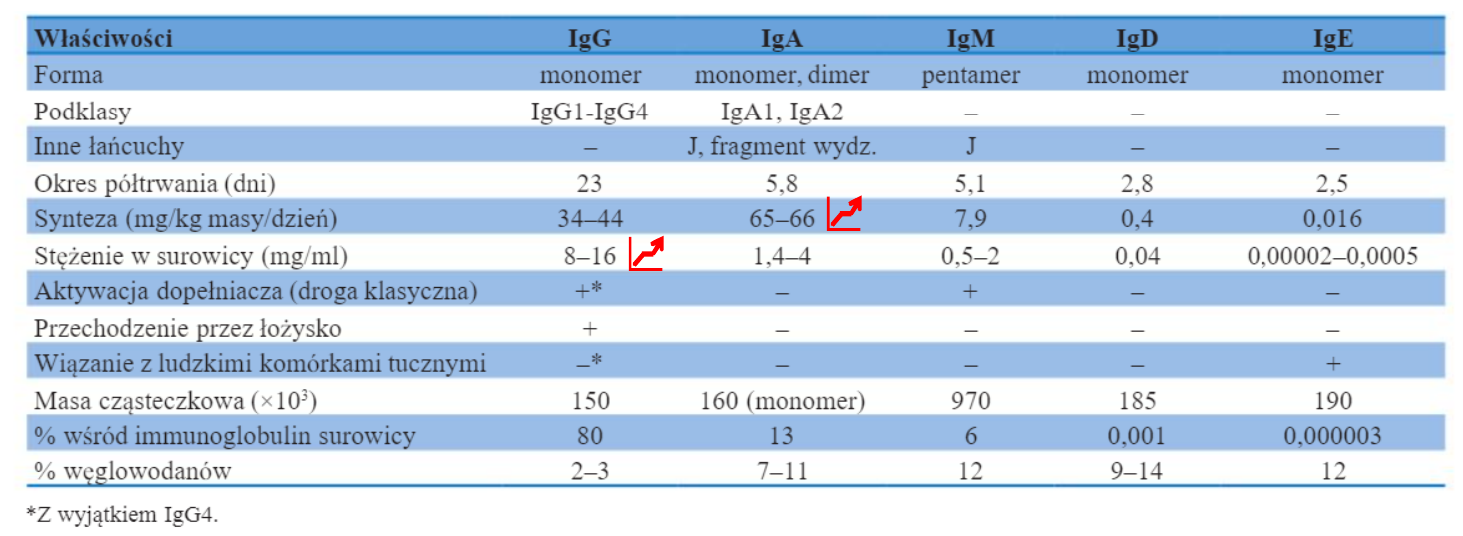 Właściwości IgG IgA IgM IgD IgE
Forma monomer monomer, dimer pentamer monomer monomer
Podklasy IgG1-IgG4 IgA1, IgA2 – – –
Inne łańcuchy – J, fragment wydz. J – –
Okres półtrwania (dni) 23 5,8 5,1 2,8 2,5
Synteza (mg/kg masy/dzień) 34–44 65–66 7,9 0,4 0,016
Stężenie w surowicy (mg/ml) 8–16 1,4–4 0,5–2 0,04 0,00002–0,0005
Aktywacja dopełniacza (droga klasyczna) +* – + – –
Przechodzenie przez łożysko + – – – –
Wiązanie z ludzkimi komórkami tucznymi –* – – – +
Masa cząsteczkowa (×10³) 150 160 (monomer) 970 185 190
% wśród immunoglobulin surowicy 80 13 6 0,001 0,000003
% węglowodanów 2–3 7–11 12 9–14 12
*Z wyjątkiem IgG4.